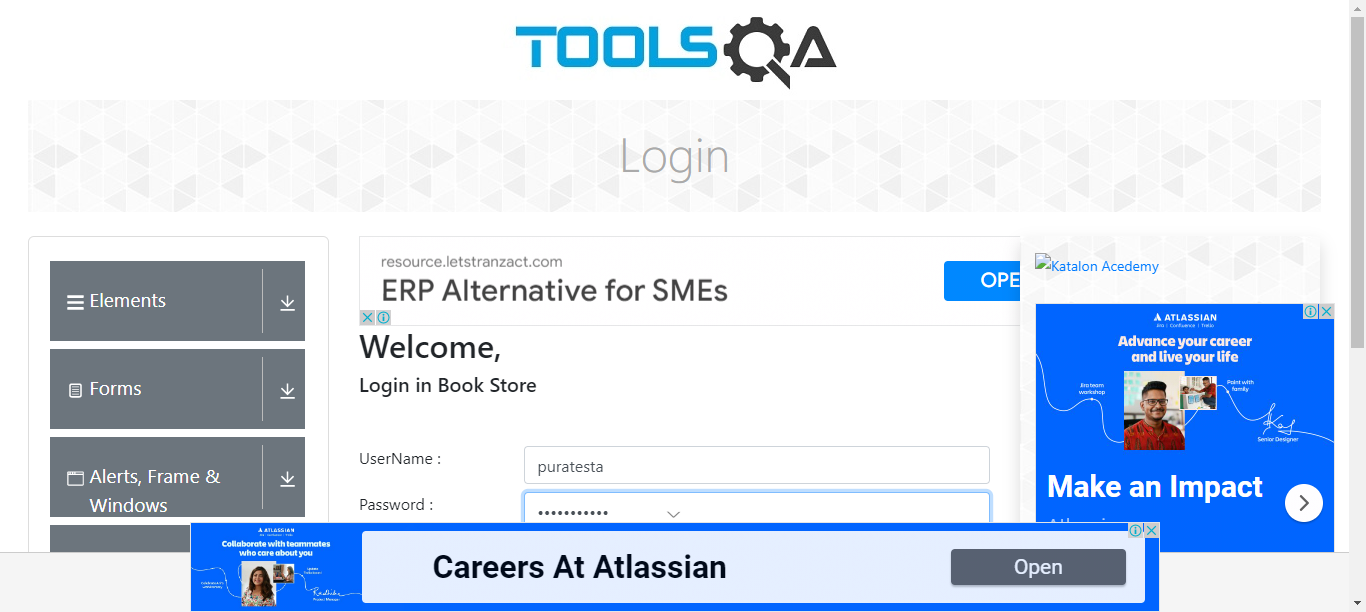 TOOLSQA
Login
Elements
Forms
Alerts, Frame &
Windows
resource.letstranzact.com
ERP Alternative for SMEs
OPE
Welcome,
Login in Book Store
UserName :
puratesta
Password :
•••••••••••
Katalon Acedemy
ATLASSIAN
Jira | Confluence | Trello
Advance your career
and live your life
Jira team
workshop
Paint with
family
Senior Designer
Make an Impact
ATLASSIAN
Collaborate with teammates
who care about you
Careers At Atlassian
Open